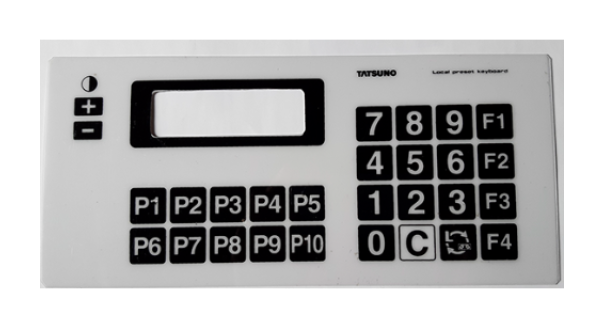 TATSUNO Local preset keyboard
+
-
7 8 9 F1
4 5 6 F2
1 2 3 F3
0 C F4
P1 P2 P3 P4 P5
P6 P7 P8 P9 P10